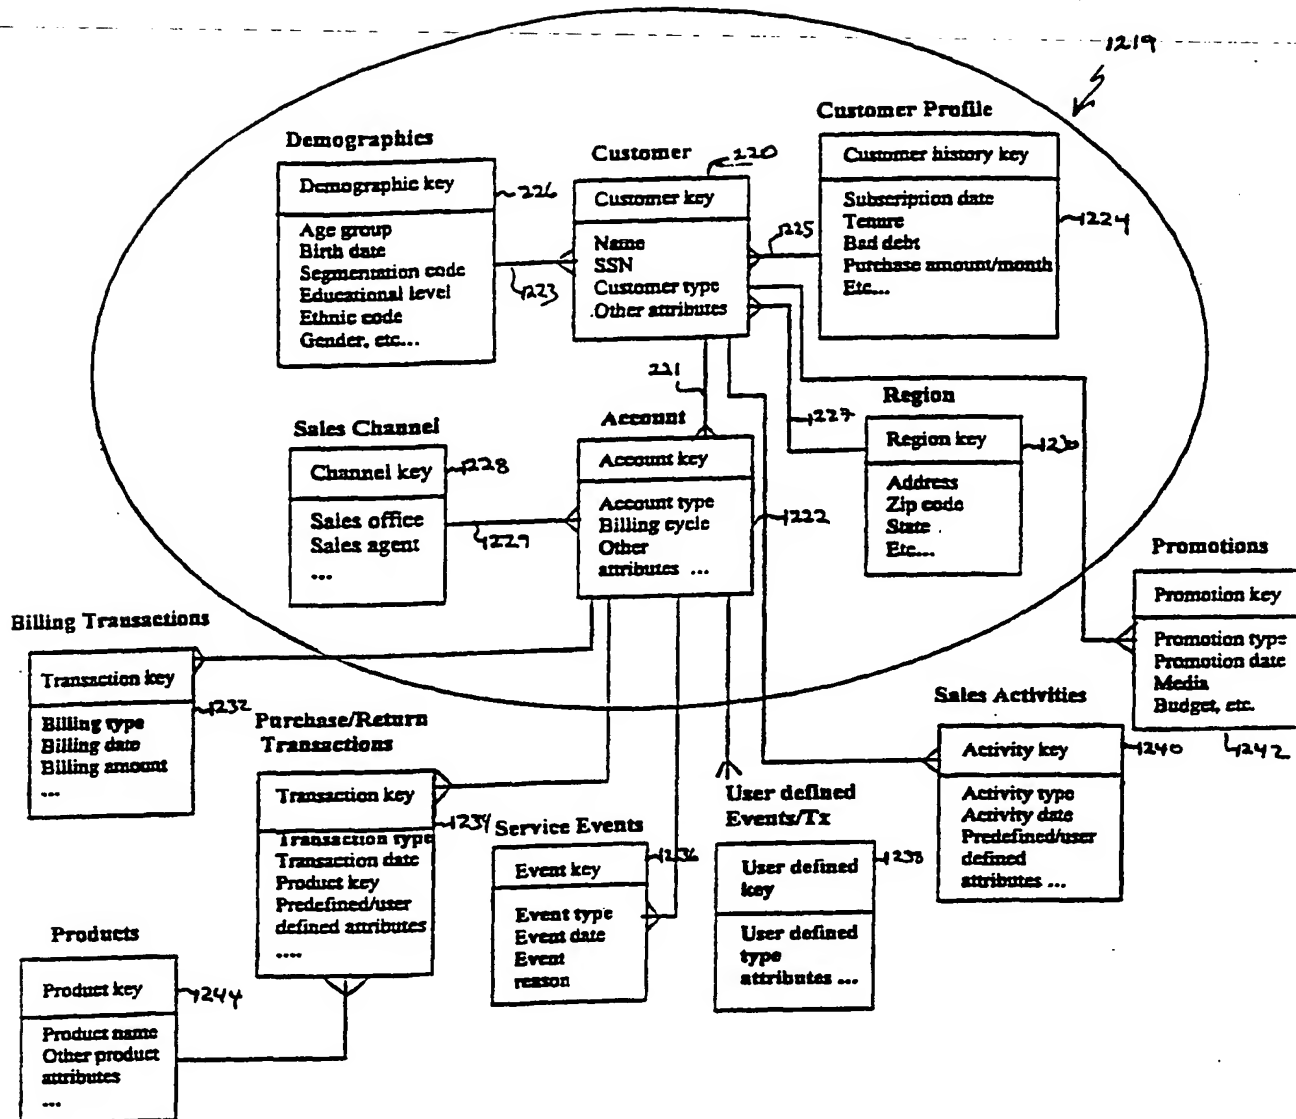 1219
Demographics
Demographic key
Age group
Birth date
Segmentation code
Educational level
Ethnic code
Gender, etc...
226
223
Customer
220
Customer key
Name
SSN
Customer type
Other attributes
225
Customer Profile
Customer history key
Subscription date
Tenure
Bad debt
Purchase amount/month
Etc...
1224
221
1227
Sales Channel
Channel key
Sales office
Sales agent
...
1228
1229
Account
Account key
Account type
Billing cycle
Other
attributes ...
1222
Region
Region key
Address
Zip code
State
Etc...
1230
Promotions
Promotion key
Promotion type
Promotion date
Media
Budget, etc.
1242
Billing Transactions
Transaction key
Billing type
Billing date
Billing amount
...
1232
Purchase/Return
Transactions
Transaction key
Transaction type
Transaction date
Product key
Predefined/user
defined attributes
....
1234
Service Events
Event key
Event type
Event date
Event
reason
1236
User defined
Events/Tx
User defined
key
User defined
type
attributes ...
1238
Sales Activities
Activity key
Activity type
Activity date
Predefined/user
defined
attributes ...
1240
Products
Product key
Product name
Other product
attributes
...
1244